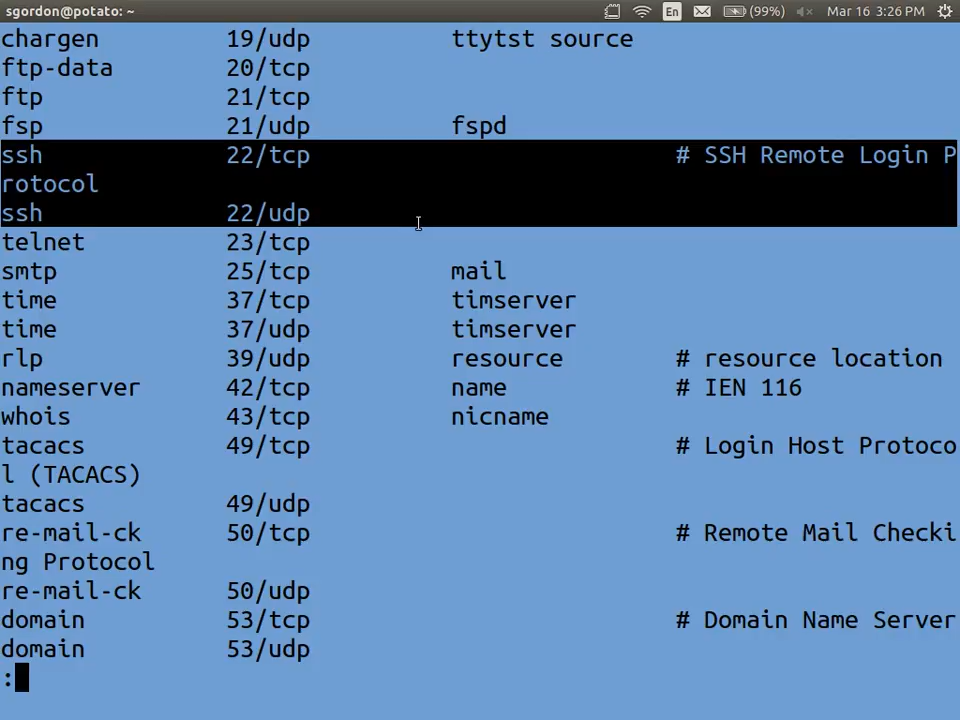 sgordon@potato: ~ En (99%) Mar 16 3:26 PM
chargen 19/udp ttytst source
ftp-data 20/tcp
ftp 21/tcp
fsp 21/udp fspd
ssh 22/tcp # SSH Remote Login P
rotocol
ssh 22/udp
telnet 23/tcp
smtp 25/tcp mail
time 37/tcp timserver
time 37/udp timserver
rlp 39/udp resource # resource location
nameserver 42/tcp name # IEN 116
whois 43/tcp nicname
tacacs 49/tcp # Login Host Protoco
l (TACACS)
tacacs 49/udp
re-mail-ck 50/tcp # Remote Mail Checki
ng Protocol
re-mail-ck 50/udp
domain 53/tcp # Domain Name Server
domain 53/udp
: